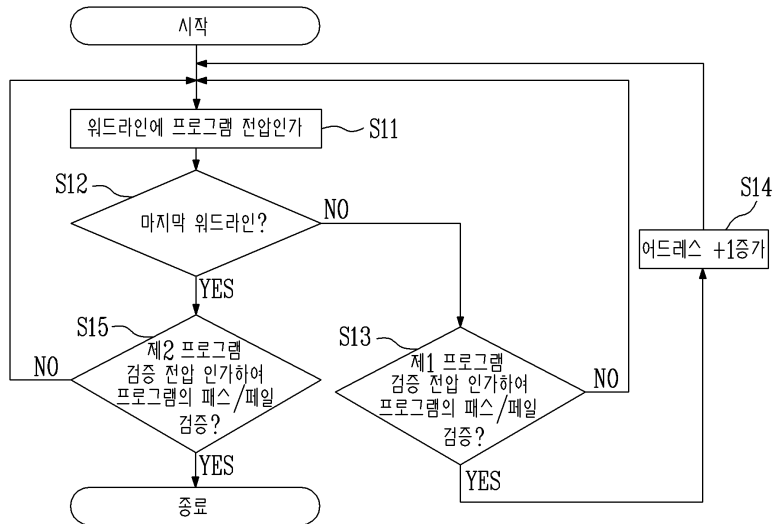 시작
워드라인에 프로그램 전압인가
S11
S12
마지막 워드라인?
NO
YES
S14
어드레스 +1증가
S15
제2 프로그램
검증 전압 인가하여
프로그램의 패스/페일
검증?
NO
YES
S13
제1 프로그램
검증 전압 인가하여
프로그램의 패스/페일
검증?
NO
YES
종료